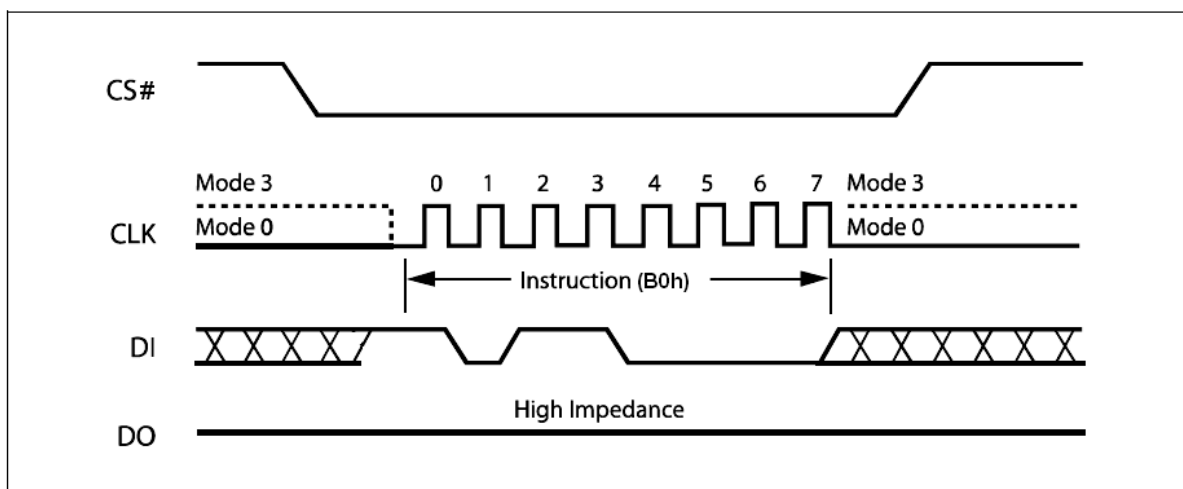 CS#
Mode 3 0 1 2 3 4 5 6 7 Mode 3
CLK Mode 0 Mode 0
Instruction (B0h)
DI
High Impedance
DO